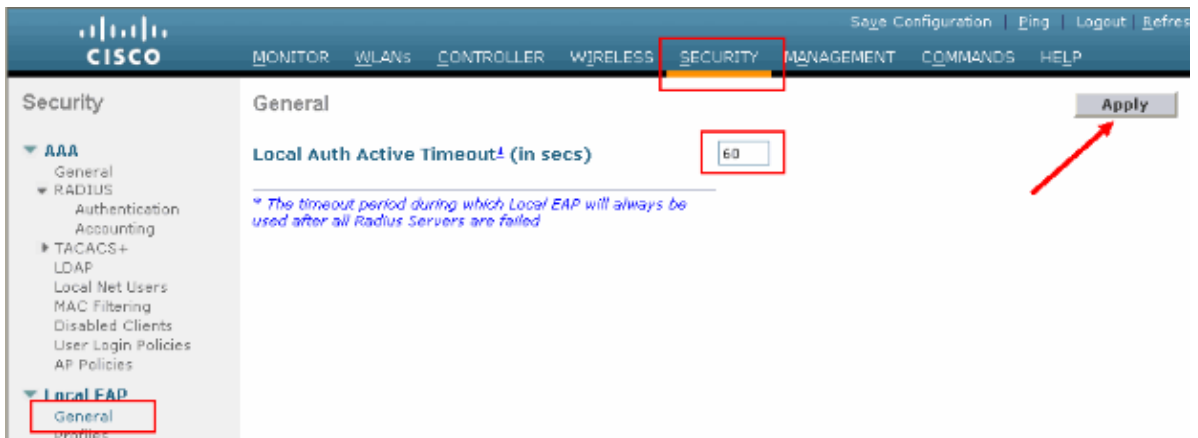 Save Configuration | Ping | Logout | Refres
CISCO
MONITOR WLANs CONTROLLER WIRELESS SECURITY MANAGEMENT COMMANDS HELP
Security
General
Apply
AAA
General
RADIUS
Authentication
Accounting
TACACS+
LDAP
Local Net Users
MAC Filtering
Disabled Clients
User Login Policies
AP Policies
Local EAP
General
Profiles
Local Auth Active Timeout1 (in secs)
60
* The timeout period during which Local EAP will always be
used after all Radius Servers are failed